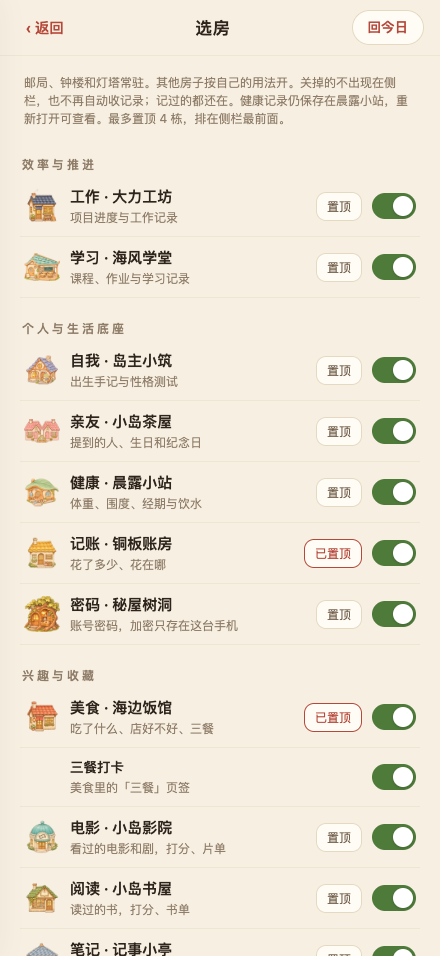 ‹ 返回
选房
回今日
邮局、钟楼和灯塔常驻。其他房子按自己的用法开。关掉的不出现在侧
栏，也不再自动收记录；记过的都还在。健康记录仍保存在晨露小站，重
新打开可查看。最多置顶 4 栋，排在侧栏最前面。
效率与推进
工作 · 大力工坊
项目进度与工作记录
置顶
学习 · 海风学堂
课程、作业与学习记录
置顶
个人与生活底座
自我 · 岛主小筑
出生手记与性格测试
置顶
亲友 · 小岛茶屋
提到的人、生日和纪念日
置顶
健康 · 晨露小站
体重、围度、经期与饮水
置顶
记账 · 铜板账房
花了多少、花在哪
已置顶
密码 · 秘屋树洞
账号密码，加密只存在这台手机
置顶
兴趣与收藏
美食 · 海边饭馆
吃了什么、店好不好、三餐
已置顶
三餐打卡
美食里的「三餐」页签
电影 · 小岛影院
看过的电影和剧，打分、片单
置顶
阅读 · 小岛书屋
读过的书，打分、书单
置顶
笔记 · 记事小亭
置顶